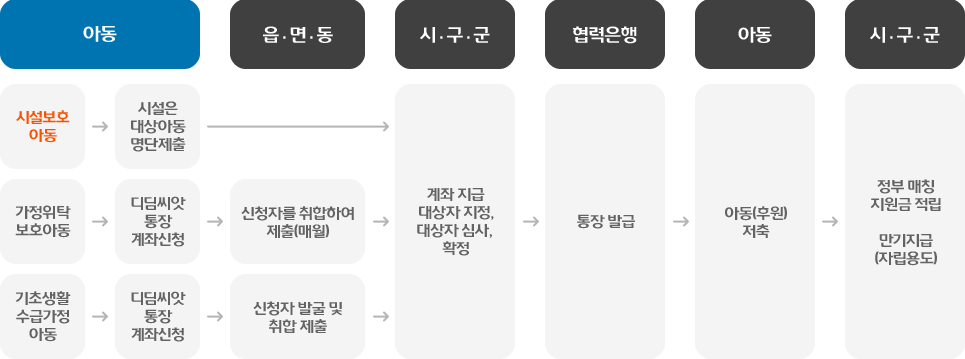 아동
읍.면.동
시.구.군
협력은행
아동
시.구.군
시설보호
아동
시설은
대상아동
명단제출
가정위탁
보호아동
디딤씨앗
통장
계좌신청
신청자를 취합하여
제출(매월)
기초생활
수급가정
아동
디딤씨앗
통장
계좌신청
신청자 발굴 및
취합 제출
계좌 지급
대상자 지정,
대상자 심사,
확정
통장 발급
아동(후원)
저축
정부 매칭
지원금 적립
만기지급
(자립용도)